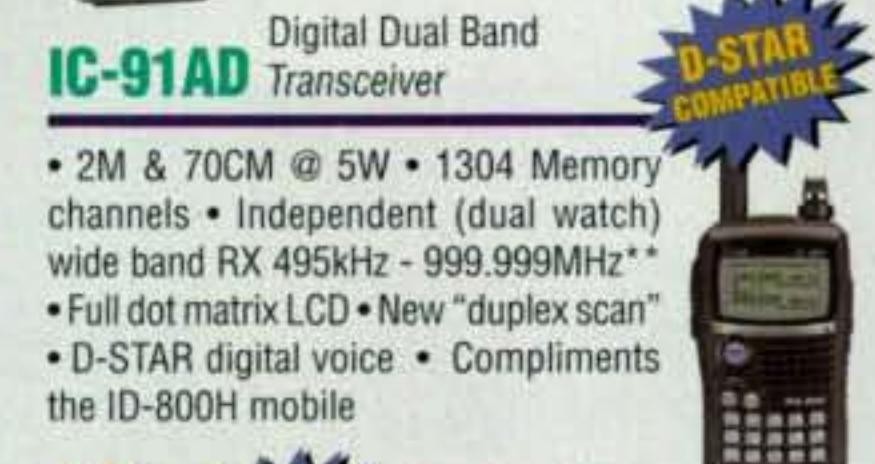 IC-91AD Digital Dual Band
Transceiver
D-STAR
COMPATIBLE
• 2M & 70CM @ 5W • 1304 Memory
channels • Independent (dual watch)
wide band RX 495kHz - 999.999MHz**
• Full dot matrix LCD • New “duplex scan”
• D-STAR digital voice • Compliments
the ID-800H mobile